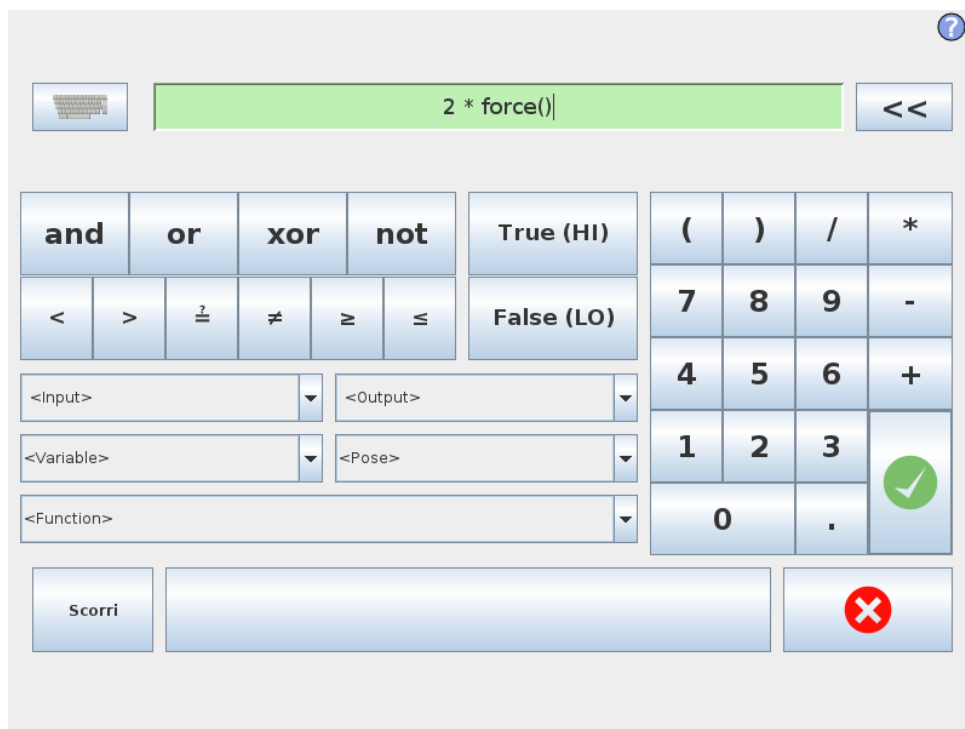 ?
2 * force()
<<
and or xor not True (HI) ( ) / *
< > ≟ ≠ ≥ ≤ False (LO) 7 8 9 -
<Input> <Output> 4 5 6 +
<Variable> <Pose> 1 2 3
<Function> 0 .
Scorri